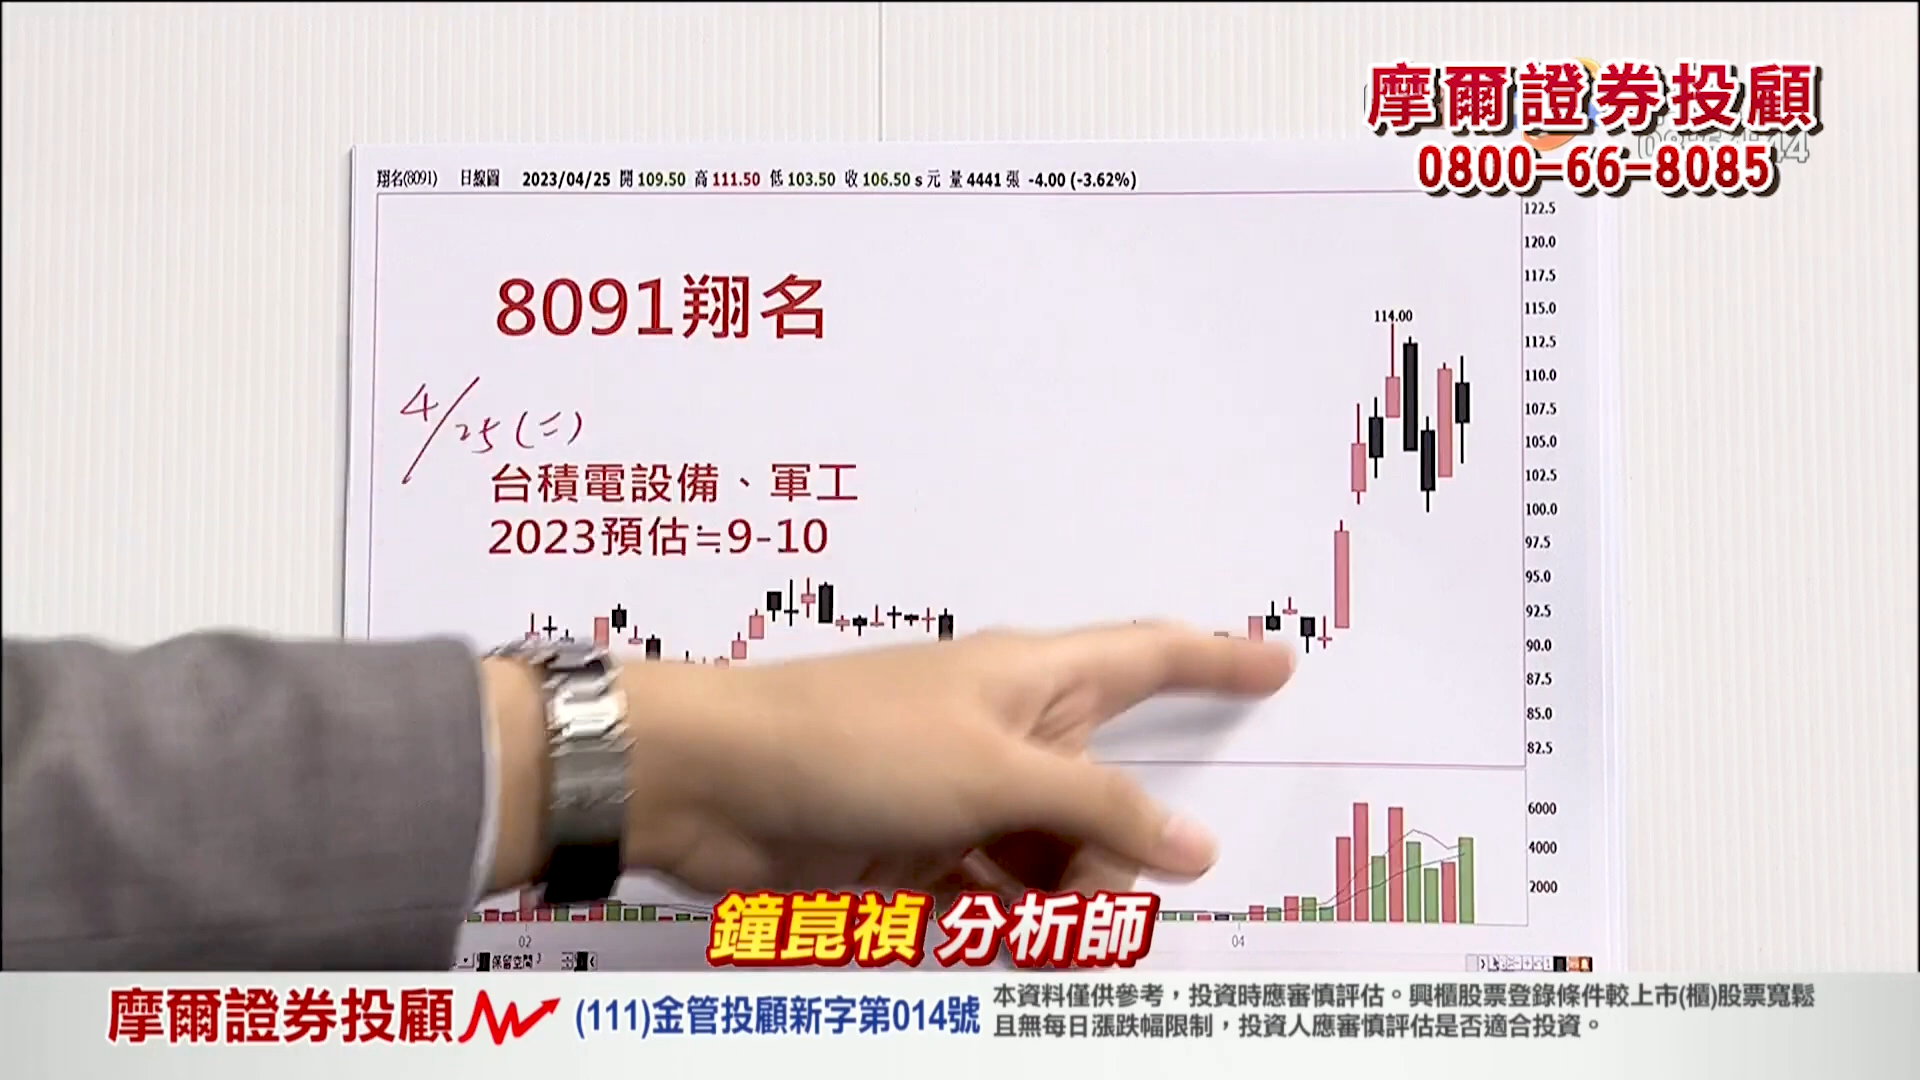 摩爾證券投顧
0800-66-8085
翔名(8091) 日線圖 2023/04/25 開 109.50 高 111.50 低 103.50 收 106.50 s 元 量 4441 張 -4.00 (-3.62%)
8091翔名
4/25(二)
台積電設備、軍工
2023預估≒9-10
114.00
122.5
120.0
117.5
115.0
112.5
110.0
107.5
105.0
102.5
100.0
97.5
95.0
92.5
90.0
87.5
85.0
82.5
6000
4000
2000
02
04
保留空間 3
鐘崑禎 分析師
摩爾證券投顧 (111)金管投顧新字第014號
本資料僅供參考，投資時應審慎評估。興櫃股票登錄條件較上市(櫃)股票寬鬆
且無每日漲跌幅限制，投資人應審慎評估是否適合投資。